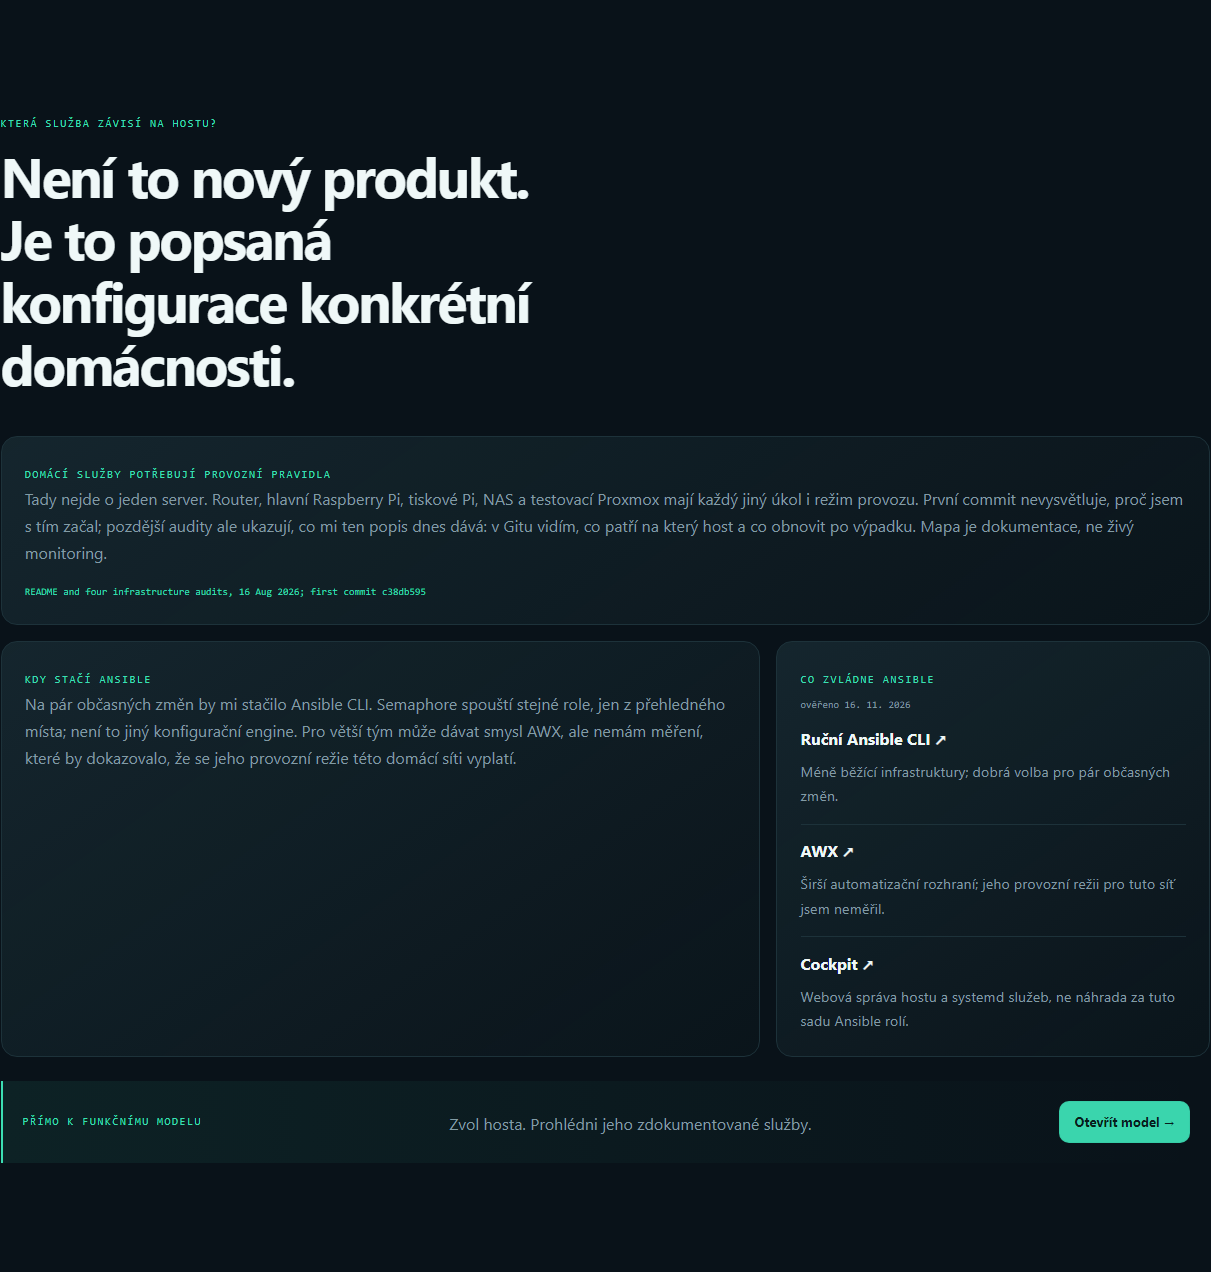 KTERÁ SLUŽBA ZÁVISÍ NA HOSTU?
Není to nový produkt.
Je to popsaná
konfigurace konkrétní
domácnosti.
DOMÁCÍ SLUŽBY POTŘEBUJÍ PROVOZNÍ PRAVIDLA
Tady nejde o jeden server. Router, hlavní Raspberry Pi, tiskové Pi, NAS a testovací Proxmox mají každý jiný úkol i režim provozu. První commit nevysvětluje, proč jsem
s tím začal; pozdější audity ale ukazují, co mi ten popis dnes dává: v Gitu vidím, co patří na který host a co obnovit po výpadku. Mapa je dokumentace, ne živý
monitoring.
README and four infrastructure audits, 16 Aug 2026; first commit c38db595
KDY STAČÍ ANSIBLE
Na pár občasných změn by mi stačilo Ansible CLI. Semaphore spouští stejné role, jen z přehledného
místa; není to jiný konfigurační engine. Pro větší tým může dávat smysl AWX, ale nemám měření,
které by dokazovalo, že se jeho provozní režie této domácí síti vyplatí.
CO ZVLÁDNE ANSIBLE
ověřeno 16. 11. 2026
Ruční Ansible CLI ↗
Méně běžící infrastruktury; dobrá volba pro pár občasných
změn.
AWX ↗
Širší automatizační rozhraní; jeho provozní režii pro tuto síť
jsem neměřil.
Cockpit ↗
Webová správa hostu a systemd služeb, ne náhrada za tuto
sadu Ansible rolí.
PŘÍMO K FUNKČNÍMU MODELU
Zvol hosta. Prohlédni jeho zdokumentované služby.
Otevřít model →